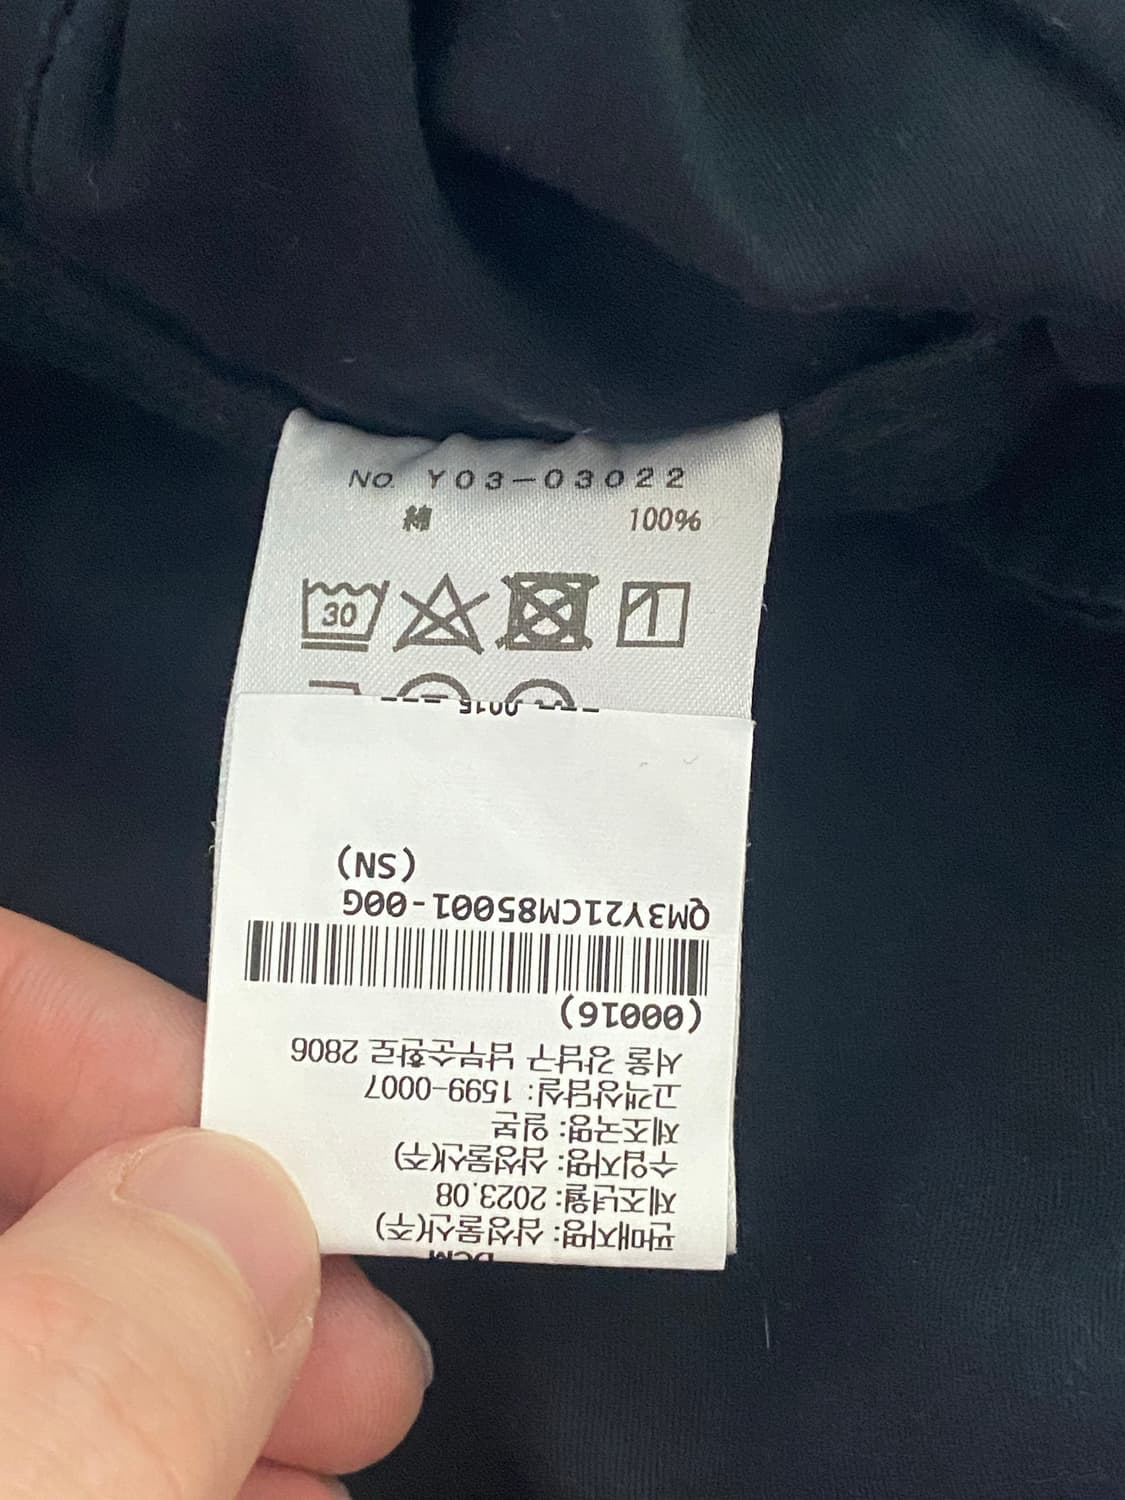 No. Y03-03022
綿 100%
30
판매자명: 삼성물산(주)
제조년월: 2023.08
수입자명: 삼성물산(주)
제조국명: 일본
고객상담실: 1599-0007
서울 강남구 남부순환로 2806
(00016)
QM3Y21CM85001-00G
(SN)